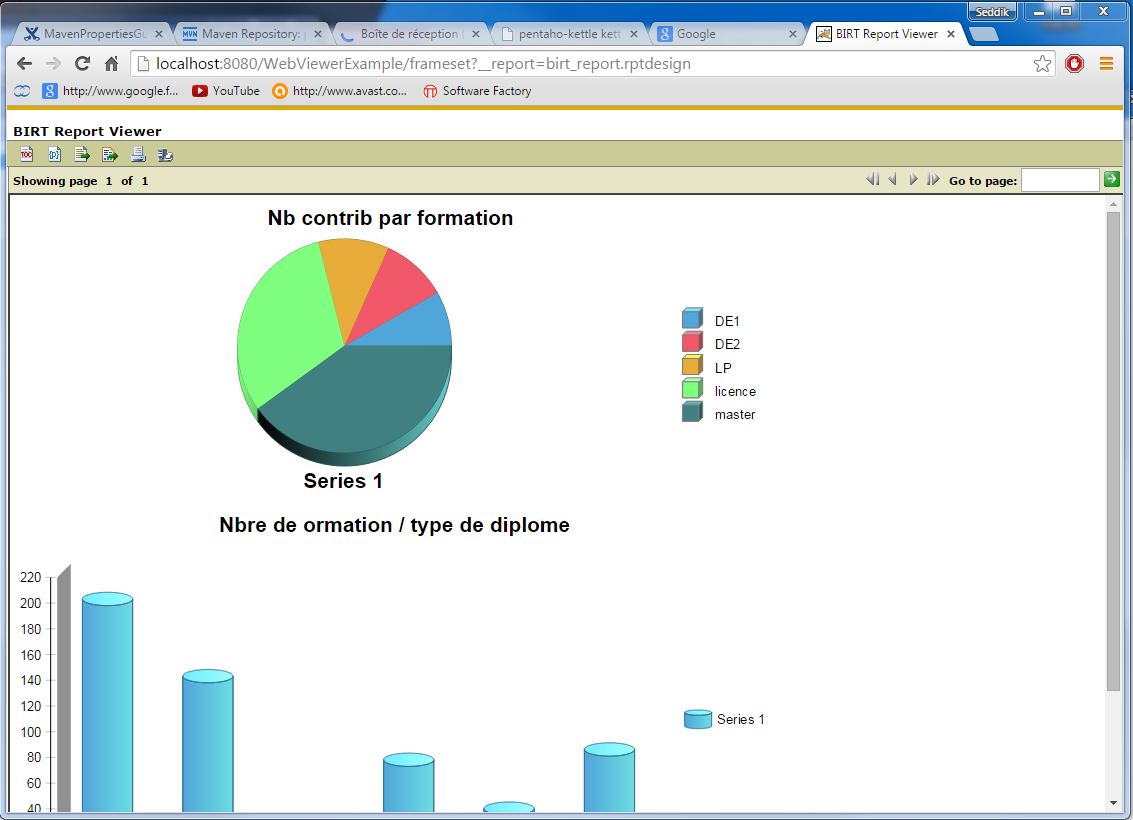 Seddik
MavenPropertiesGu
Maven Repository: p
Boîte de réception (
pentaho-kettle kett
Google
BIRT Report Viewer
localhost:8080/WebViewerExample/frameset?__report=birt_report.rptdesign
http://www.google.f...
YouTube
http://www.avast.co...
Software Factory
BIRT Report Viewer
Showing page 1 of 1
Go to page:
Nb contrib par formation
DE1
DE2
LP
licence
master
Series 1
Nbre de ormation / type de diplome
220
200
180
160
140
120
100
80
60
40
Series 1